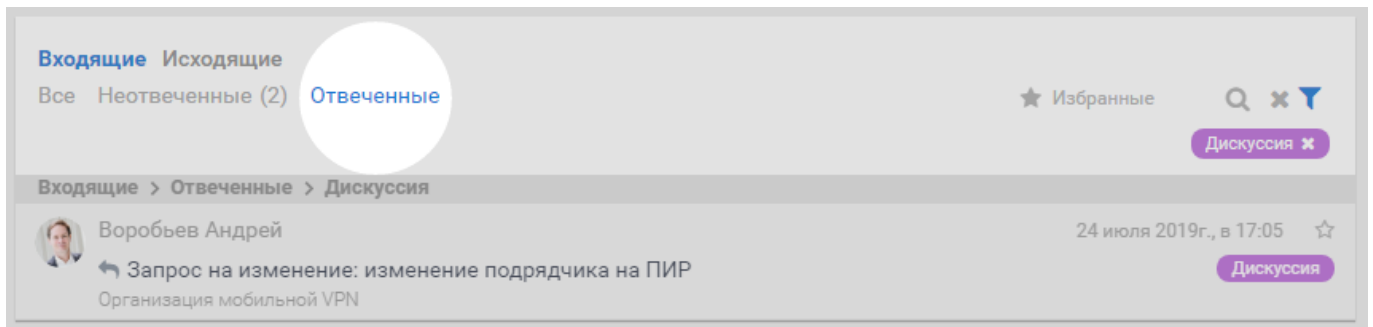 Входящие Исходящие
Все Неотвеченные (2) Отвеченные Избранные
Дискуссия
Входящие > Отвеченные > Дискуссия
Воробьев Андрей 24 июля 2019г., в 17:05
Запрос на изменение: изменение подрядчика на ПИР Дискуссия
Организация мобильной VPN